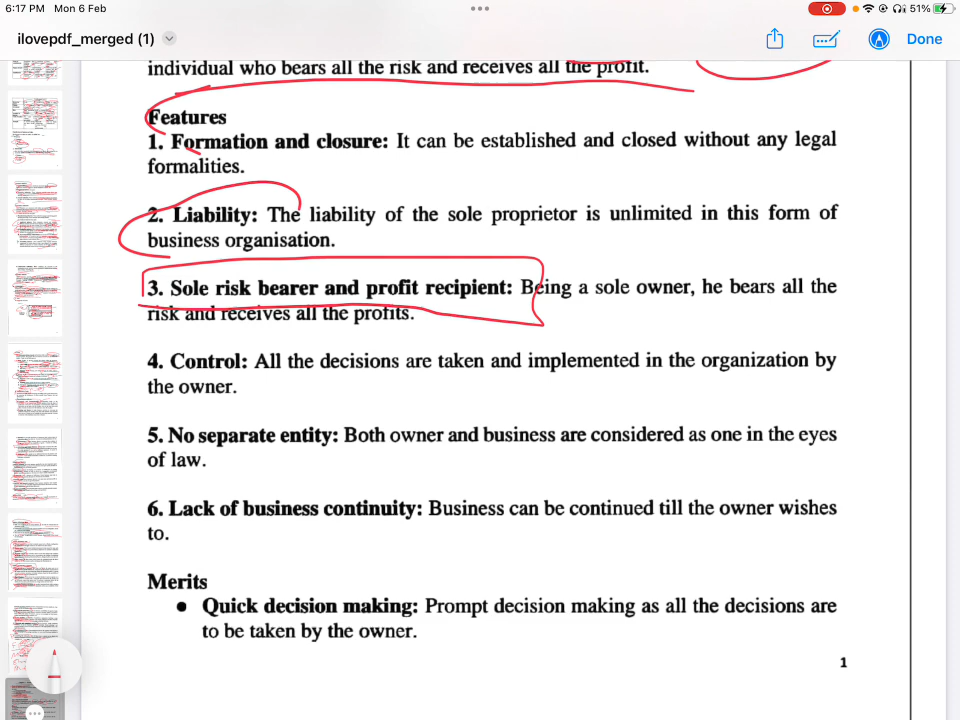 6:17 PM Mon 6 Feb
51%
ilovepdf_merged (1)
Done
individual who bears all the risk and receives all the profit.
Features
1. Formation and closure: It can be established and closed without any legal
formalities.
2. Liability: The liability of the sole proprietor is unlimited in this form of
business organisation.
3. Sole risk bearer and profit recipient: Being a sole owner, he bears all the
risk and receives all the profits.
4. Control: All the decisions are taken and implemented in the organization by
the owner.
5. No separate entity: Both owner and business are considered as one in the eyes
of law.
6. Lack of business continuity: Business can be continued till the owner wishes
to.
Merits
● Quick decision making: Prompt decision making as all the decisions are
to be taken by the owner.
1